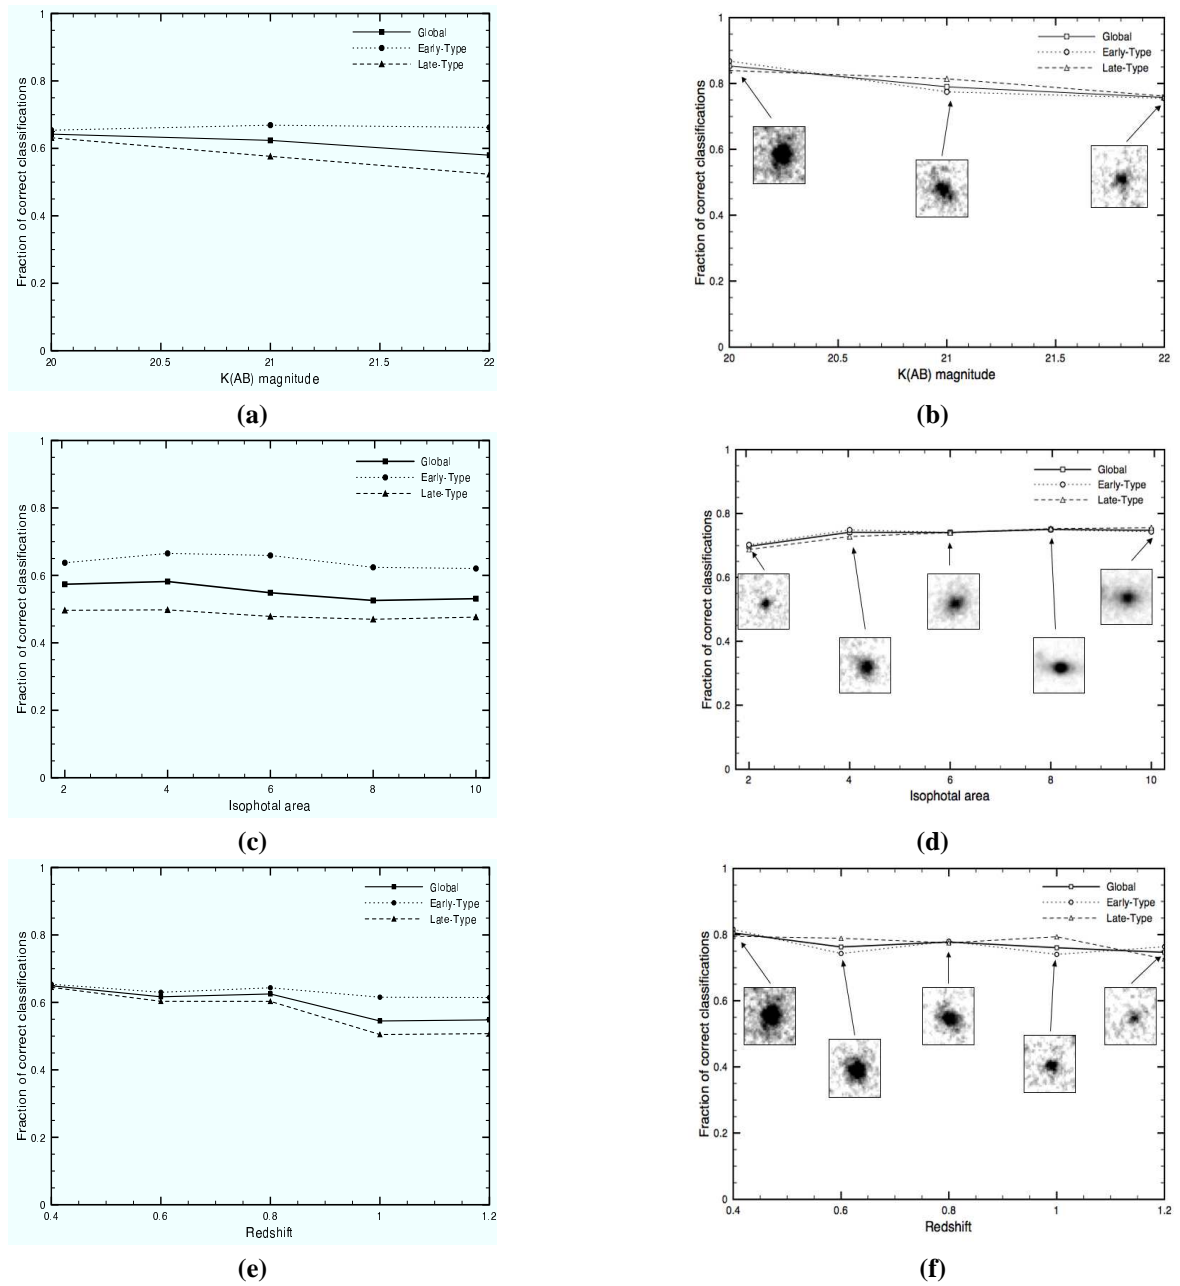 1
0.8
0.6
0.4
0.2
0
Fraction of correct classifications
Global
Early-Type
Late-Type
20 20.5 21 21.5 22
K(AB) magnitude
(a)
1
0.8
0.6
0.4
0.2
0
Fraction of correct classifications
Global
Early-Type
Late-Type
20 20.5 21 21.5 22
K(AB) magnitude
(b)
1
0.8
0.6
0.4
0.2
0
Fraction of correct classifications
Global
Early-Type
Late-Type
2 4 6 8 10
Isophotal area
(c)
1
0.8
0.6
0.4
0.2
0
Fraction of correct classifications
Global
Early-Type
Late-Type
2 4 6 8 10
Isophotal area
(d)
1
0.8
0.6
0.4
0.2
0
Fraction of correct classifications
Global
Early-Type
Late-Type
0.4 0.6 0.8 1 1.2
Redshift
(e)
1
0.8
0.6
0.4
0.2
0
Fraction of correct classifications
Global
Early-Type
Late-Type
0.4 0.6 0.8 1 1.2
Redshift
(f)